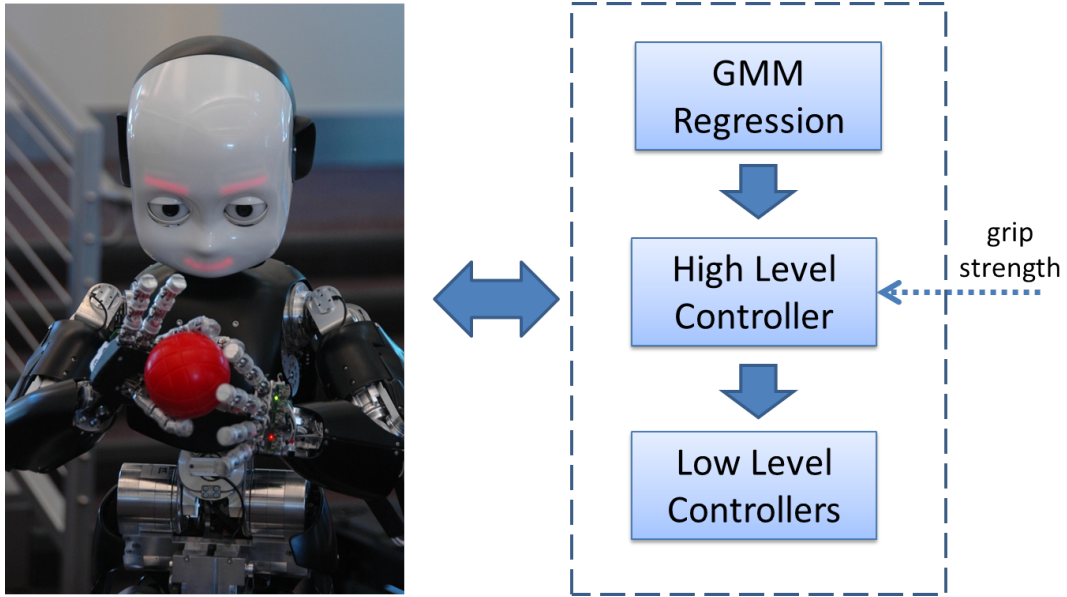 GMM
Regression
High Level
Controller
grip
strength
Low Level
Controllers